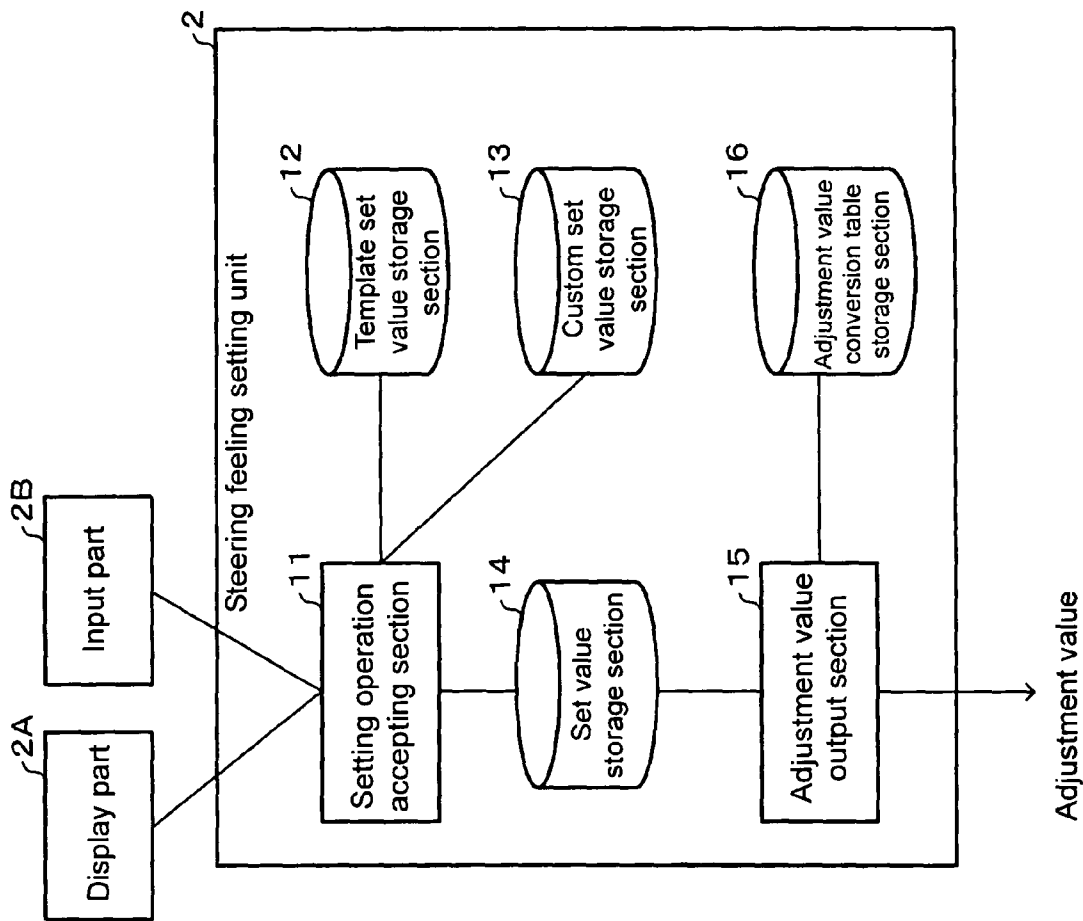 2A
Display part
2B
Input part
2
Steering feeling setting unit
11
Setting operation
accepting section
12
Template set
value storage
section
13
Custom set
value storage
section
14
Set value
storage section
15
Adjustment value
output section
16
Adjustment value
conversion table
storage section
Adjustment value